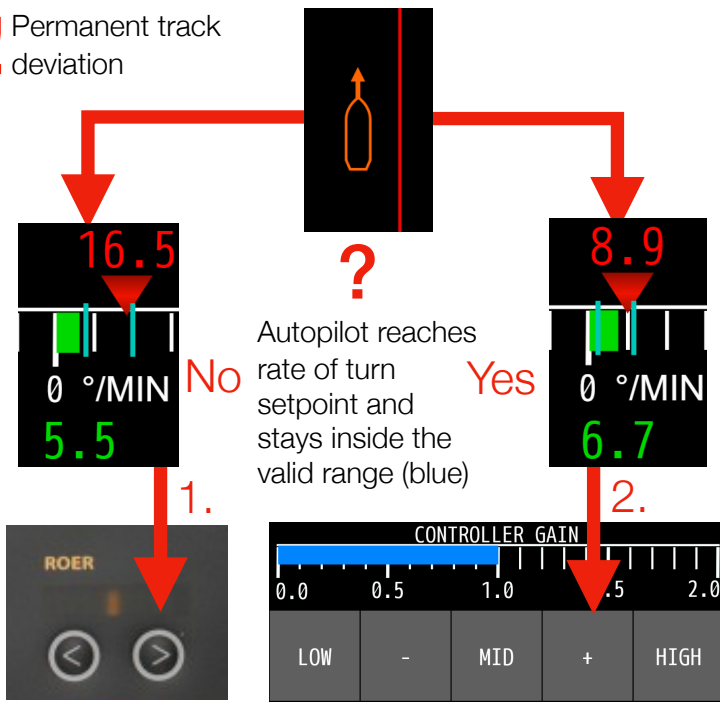 Permanent track
deviation
16.5
0 °/MIN
5.5
No
?
Autopilot reaches
rate of turn
setpoint and
stays inside the
valid range (blue)
Yes
8.9
0 °/MIN
6.7
1.
2.
ROER
< >
CONTROLLER GAIN
0.0 0.5 1.0 .5 2.0
LOW - MID + HIGH